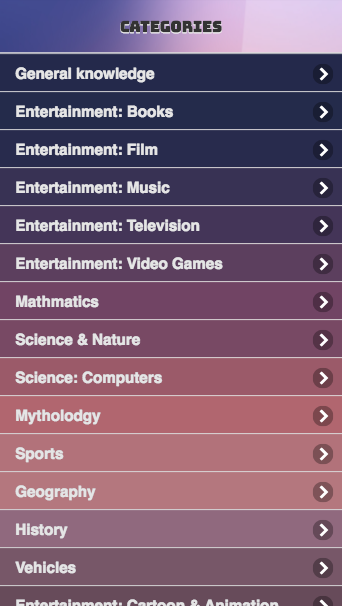 CATEGORIES
General knowledge
Entertainment: Books
Entertainment: Film
Entertainment: Music
Entertainment: Television
Entertainment: Video Games
Mathmatics
Science & Nature
Science: Computers
Mytholodgy
Sports
Geography
History
Vehicles
Entertainment: Cartoon & Animation